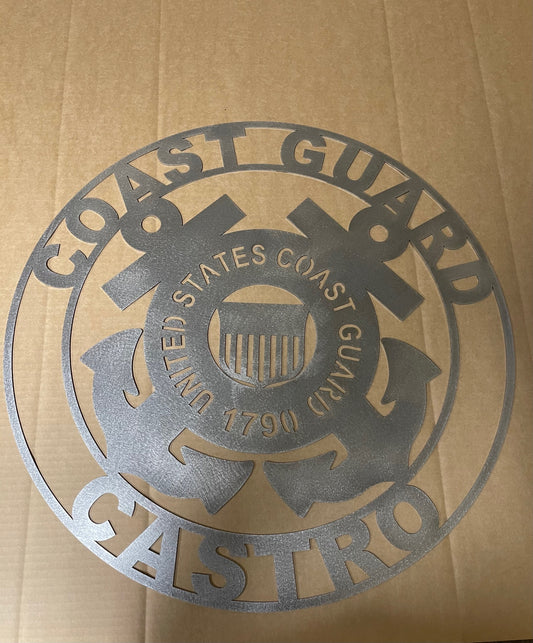 COAST GUARD
UNITED STATES COAST GUARD
1790
CASTRO